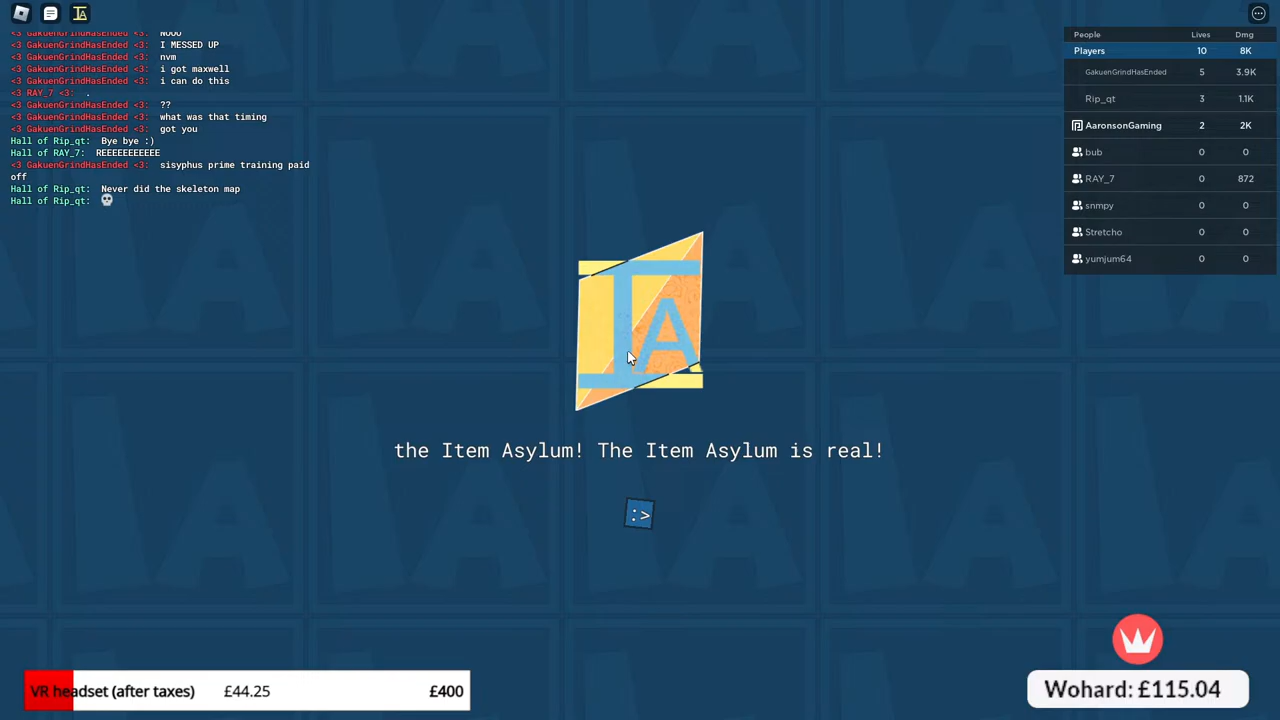 <3 GakuenGrindHasEnded <3: NOOO
<3 GakuenGrindHasEnded <3: I MESSED UP
<3 GakuenGrindHasEnded <3: nvm
<3 GakuenGrindHasEnded <3: i got maxwell
<3 GakuenGrindHasEnded <3: i can do this
<3 RAY_7 <3: .
<3 GakuenGrindHasEnded <3: ??
<3 GakuenGrindHasEnded <3: what was that timing
<3 GakuenGrindHasEnded <3: got you
Hall of Rip_qt: Bye bye :)
Hall of RAY_7: REEEEEEEEEEE
<3 GakuenGrindHasEnded <3: sisyphus prime training paid
off
Hall of Rip_qt: Never did the skeleton map
Hall of Rip_qt: 💀
People Lives Dmg
Players 10 8K
GakuenGrindHasEnded 5 3.9K
Rip_qt 3 1.1K
AaronsonGaming 2 2K
bub 0 0
RAY_7 0 872
snmpy 0 0
Stretcho 0 0
yumjum64 0 0
IA
the Item Asylum! The Item Asylum is real!
:>
VR headset (after taxes) £44.25 £400
Wohard: £115.04